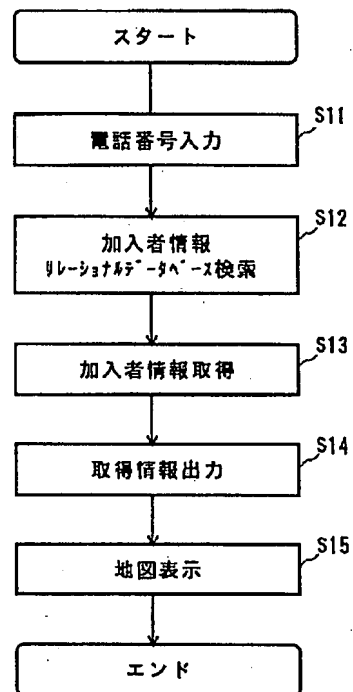 スタート
S11
電話番号入力
S12
加入者情報
ﾘﾚｰｼｮﾅﾙﾃﾞｰﾀﾍﾞｰｽ検索
S13
加入者情報取得
S14
取得情報出力
S15
地図表示
エンド